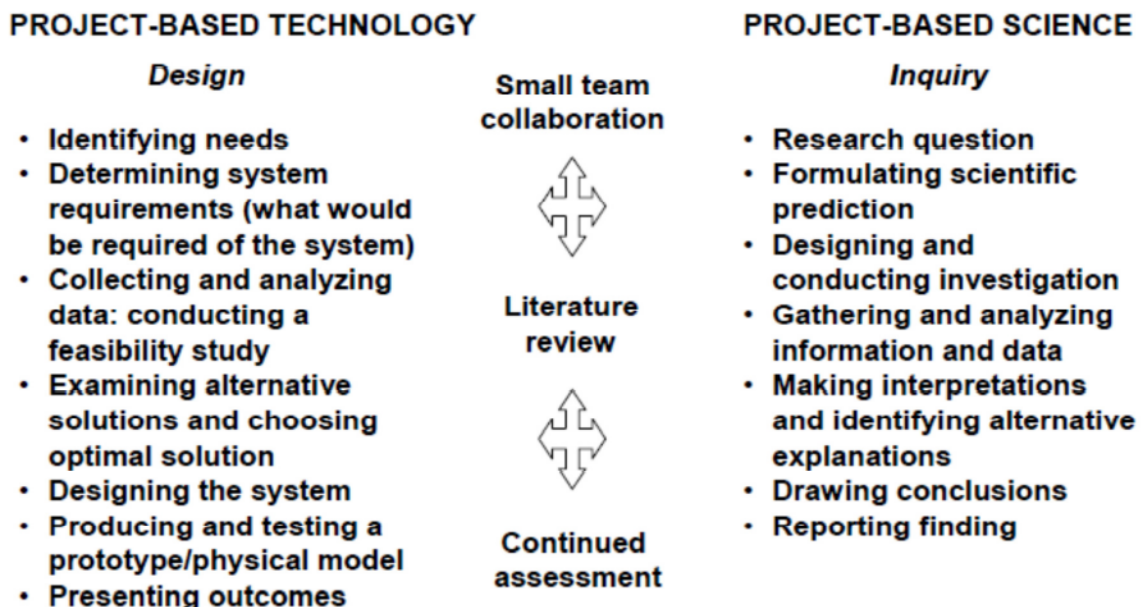 PROJECT-BASED TECHNOLOGY
Design
• Identifying needs
• Determining system
requirements (what would
be required of the system)
• Collecting and analyzing
data: conducting a
feasibility study
• Examining alternative
solutions and choosing
optimal solution
• Designing the system
• Producing and testing a
prototype/physical model
• Presenting outcomes
Small team
collaboration
Literature
review
Continued
assessment
PROJECT-BASED SCIENCE
Inquiry
• Research question
• Formulating scientific
prediction
• Designing and
conducting investigation
• Gathering and analyzing
information and data
• Making interpretations
and identifying alternative
explanations
• Drawing conclusions
• Reporting finding